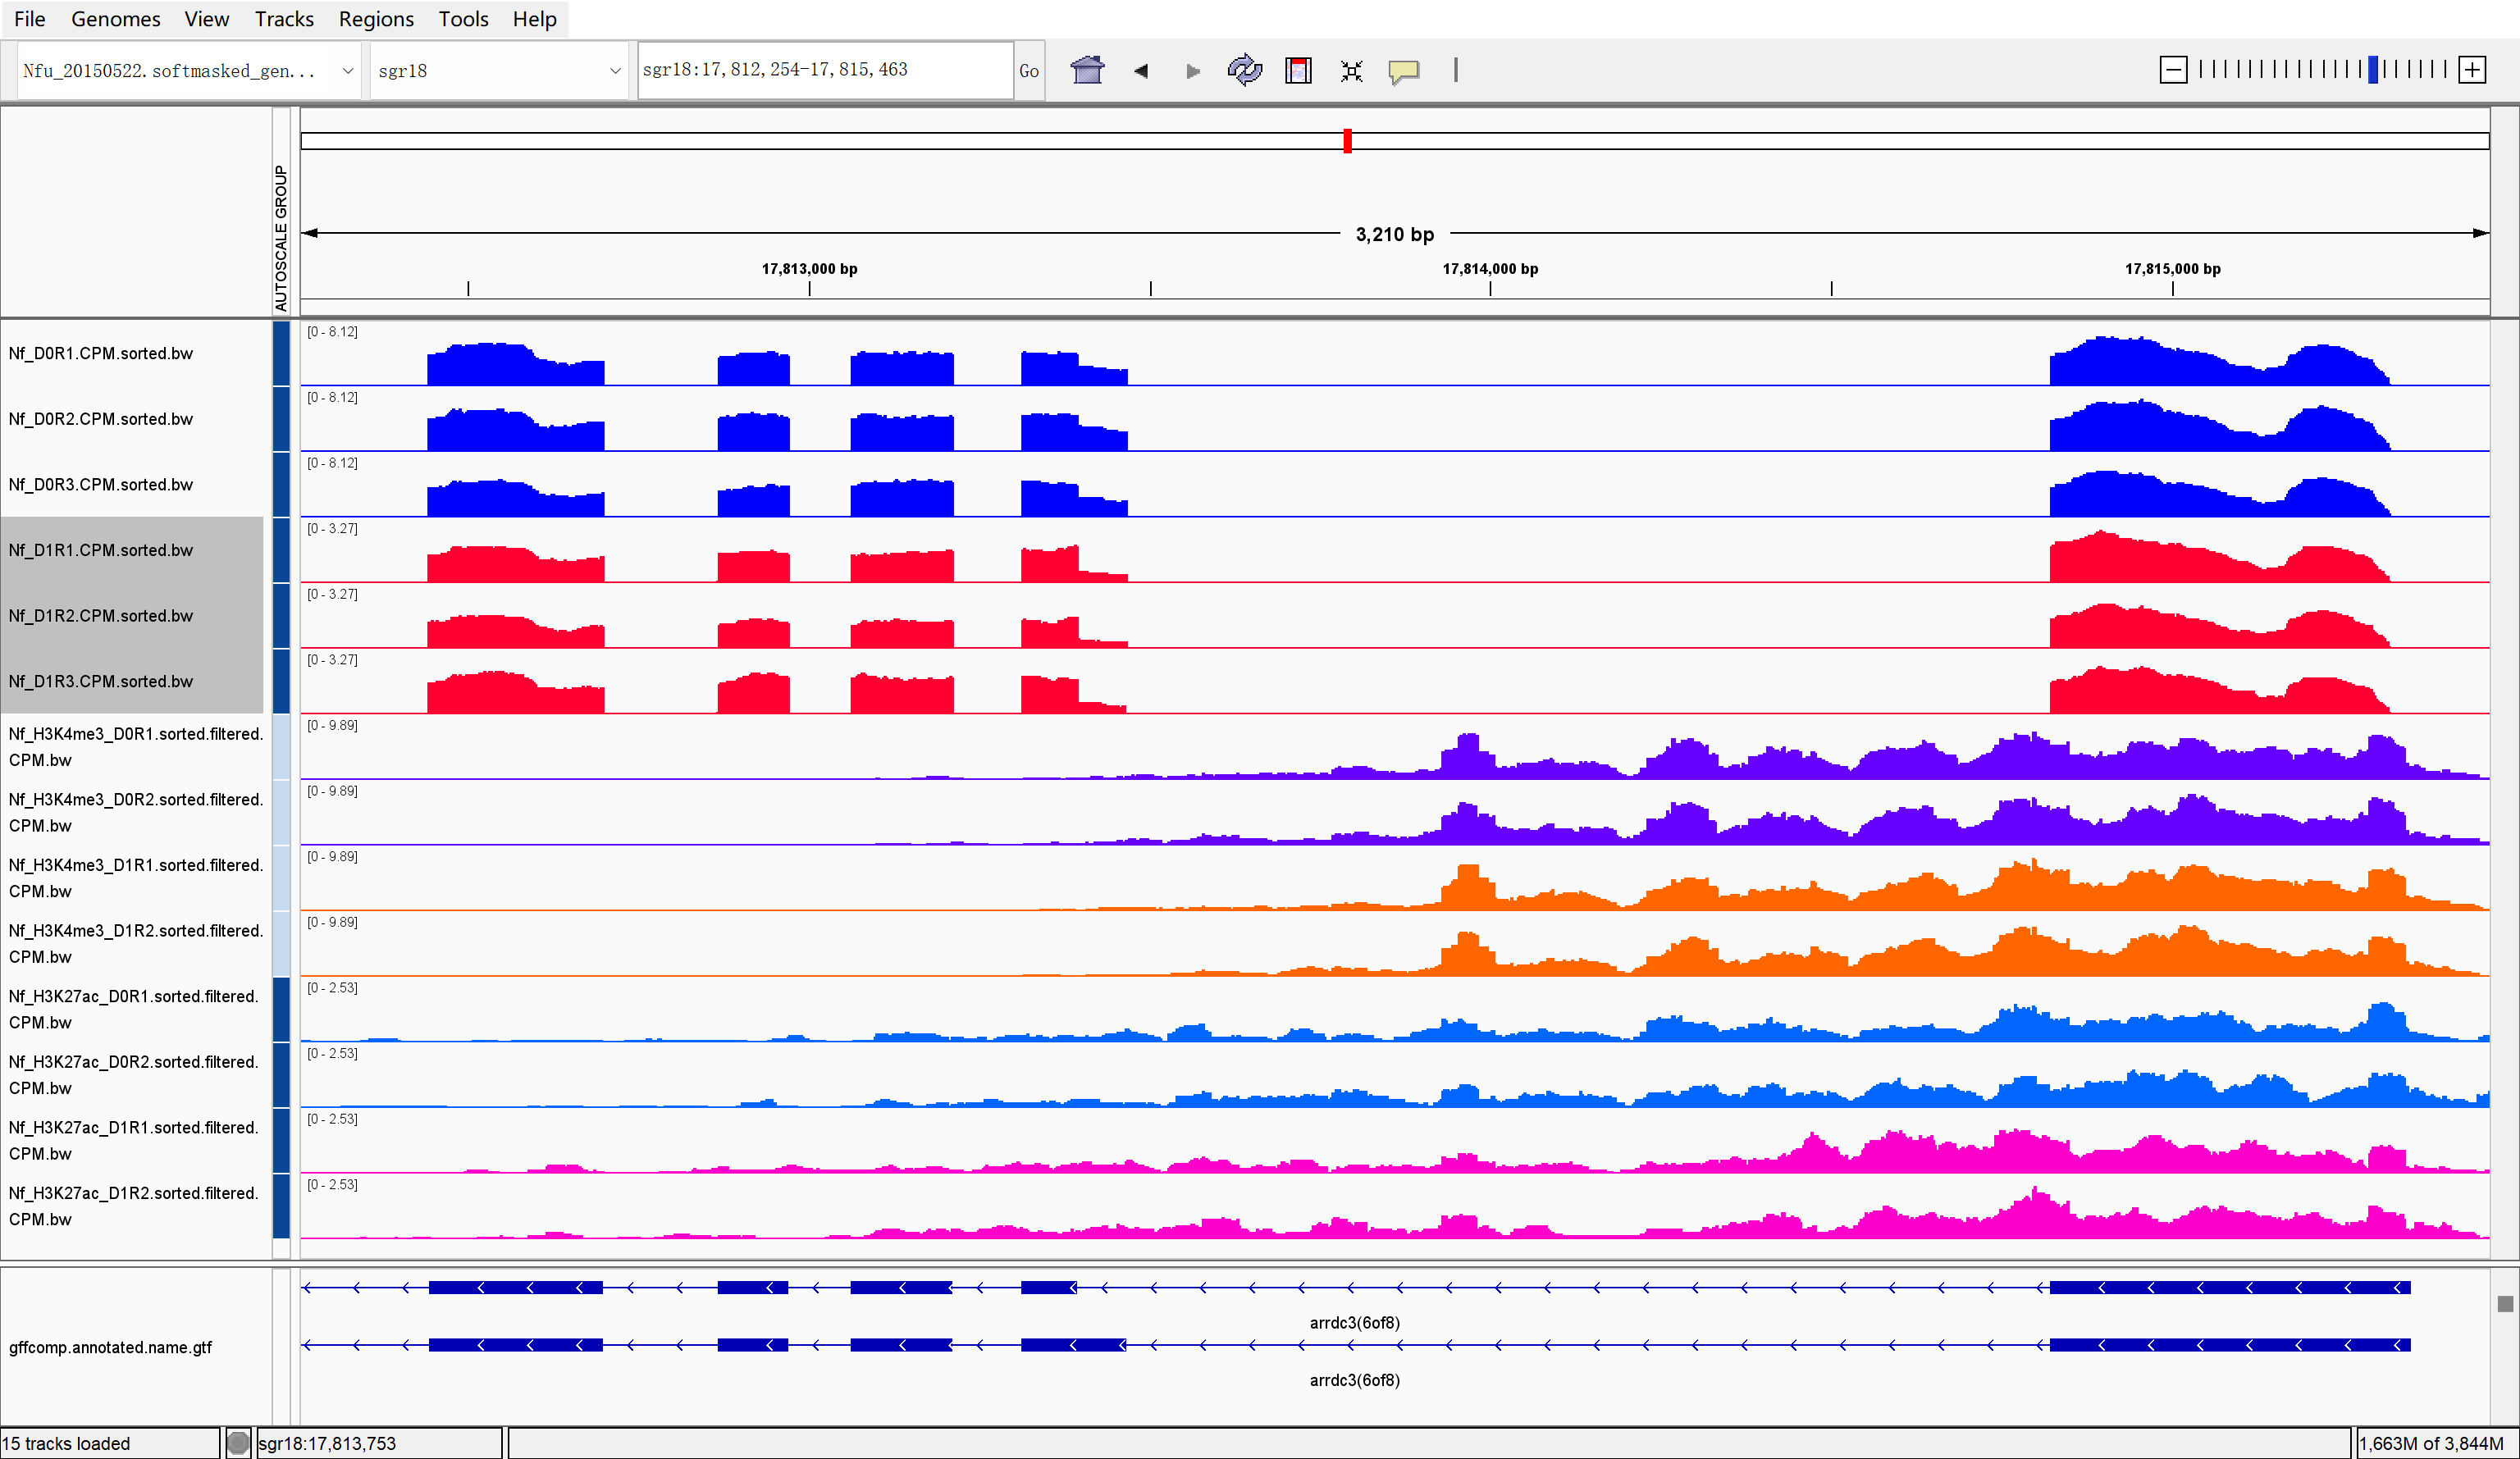 File Genomes View Tracks Regions Tools Help
Nfu_20150522.softmasked_gen... sgr18 sgr18:17,812,254-17,815,463 Go
AUTOSCALE GROUP
3,210 bp
17,813,000 bp 17,814,000 bp 17,815,000 bp
[0 - 8.12]
Nf_D0R1.CPM.sorted.bw
[0 - 8.12]
Nf_D0R2.CPM.sorted.bw
[0 - 8.12]
Nf_D0R3.CPM.sorted.bw
[0 - 3.27]
Nf_D1R1.CPM.sorted.bw
[0 - 3.27]
Nf_D1R2.CPM.sorted.bw
[0 - 3.27]
Nf_D1R3.CPM.sorted.bw
[0 - 9.89]
Nf_H3K4me3_D0R1.sorted.filtered.
CPM.bw
[0 - 9.89]
Nf_H3K4me3_D0R2.sorted.filtered.
CPM.bw
[0 - 9.89]
Nf_H3K4me3_D1R1.sorted.filtered.
CPM.bw
[0 - 9.89]
Nf_H3K4me3_D1R2.sorted.filtered.
CPM.bw
[0 - 2.53]
Nf_H3K27ac_D0R1.sorted.filtered.
CPM.bw
[0 - 2.53]
Nf_H3K27ac_D0R2.sorted.filtered.
CPM.bw
[0 - 2.53]
Nf_H3K27ac_D1R1.sorted.filtered.
CPM.bw
[0 - 2.53]
Nf_H3K27ac_D1R2.sorted.filtered.
CPM.bw
arrdc3(6of8)
gffcomp.annotated.name.gtf
arrdc3(6of8)
15 tracks loaded sgr18:17,813,753 1,663M of 3,844M